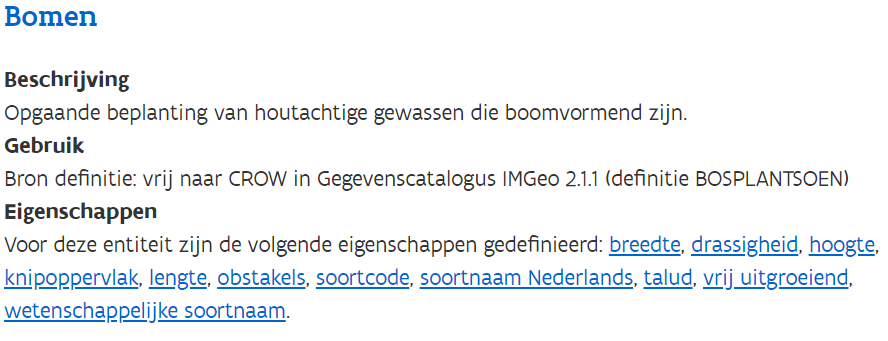 Bomen
Beschrijving
Opgaande beplanting van houtachtige gewassen die boomvormend zijn.
Gebruik
Bron definitie: vrij naar CROW in Gegevenscatalogus IMGeo 2.1.1 (definitie BOSPLANTSOEN)
Eigenschappen
Voor deze entiteit zijn de volgende eigenschappen gedefinieerd: breedte, drassigheid, hoogte,
knipoppervlak, lengte, obstakels, soortcode, soortnaam Nederlands, talud, vrij uitgroeiend,
wetenschappelijke soortnaam.